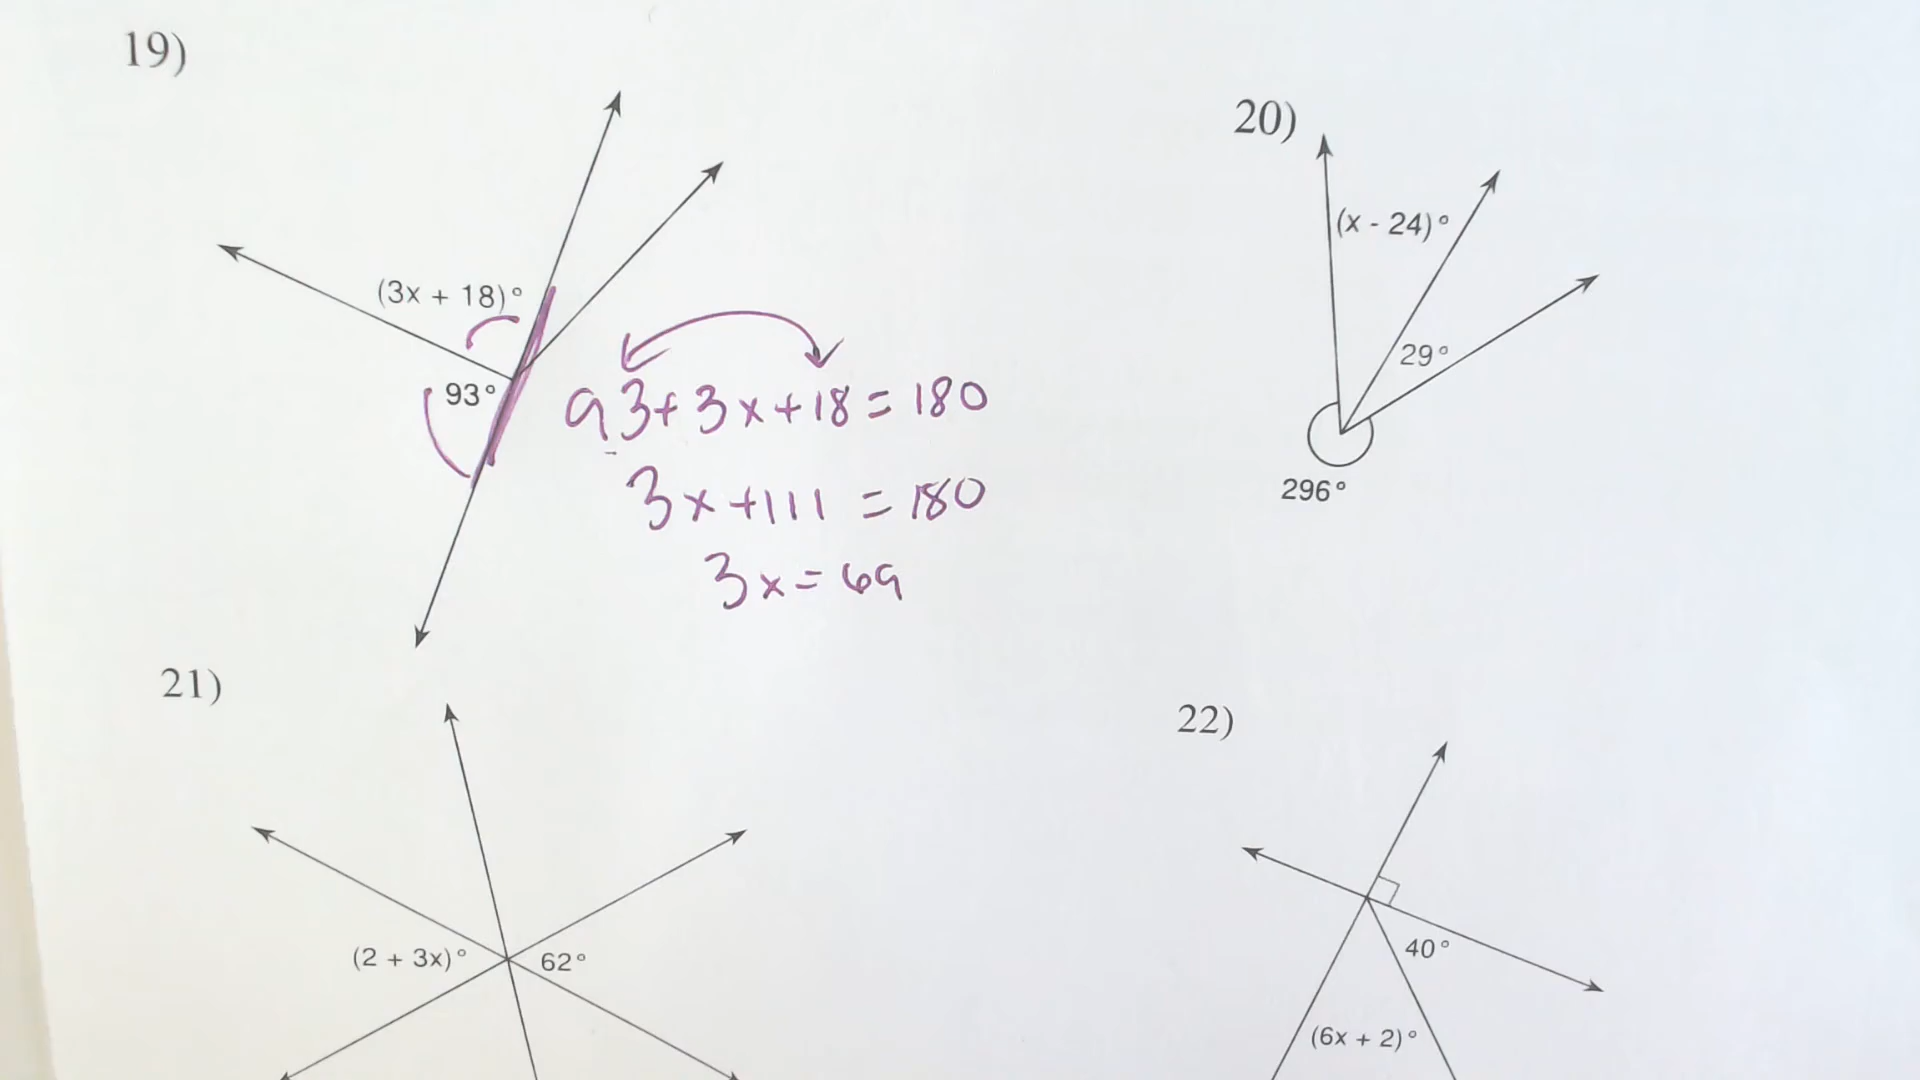 19)
(3x + 18)°
93°
93+3x+18=180
3x+111=180
3x=69
20)
(x - 24)°
29°
296°
21)
(2 + 3x)°
62°
22)
40°
(6x + 2)°